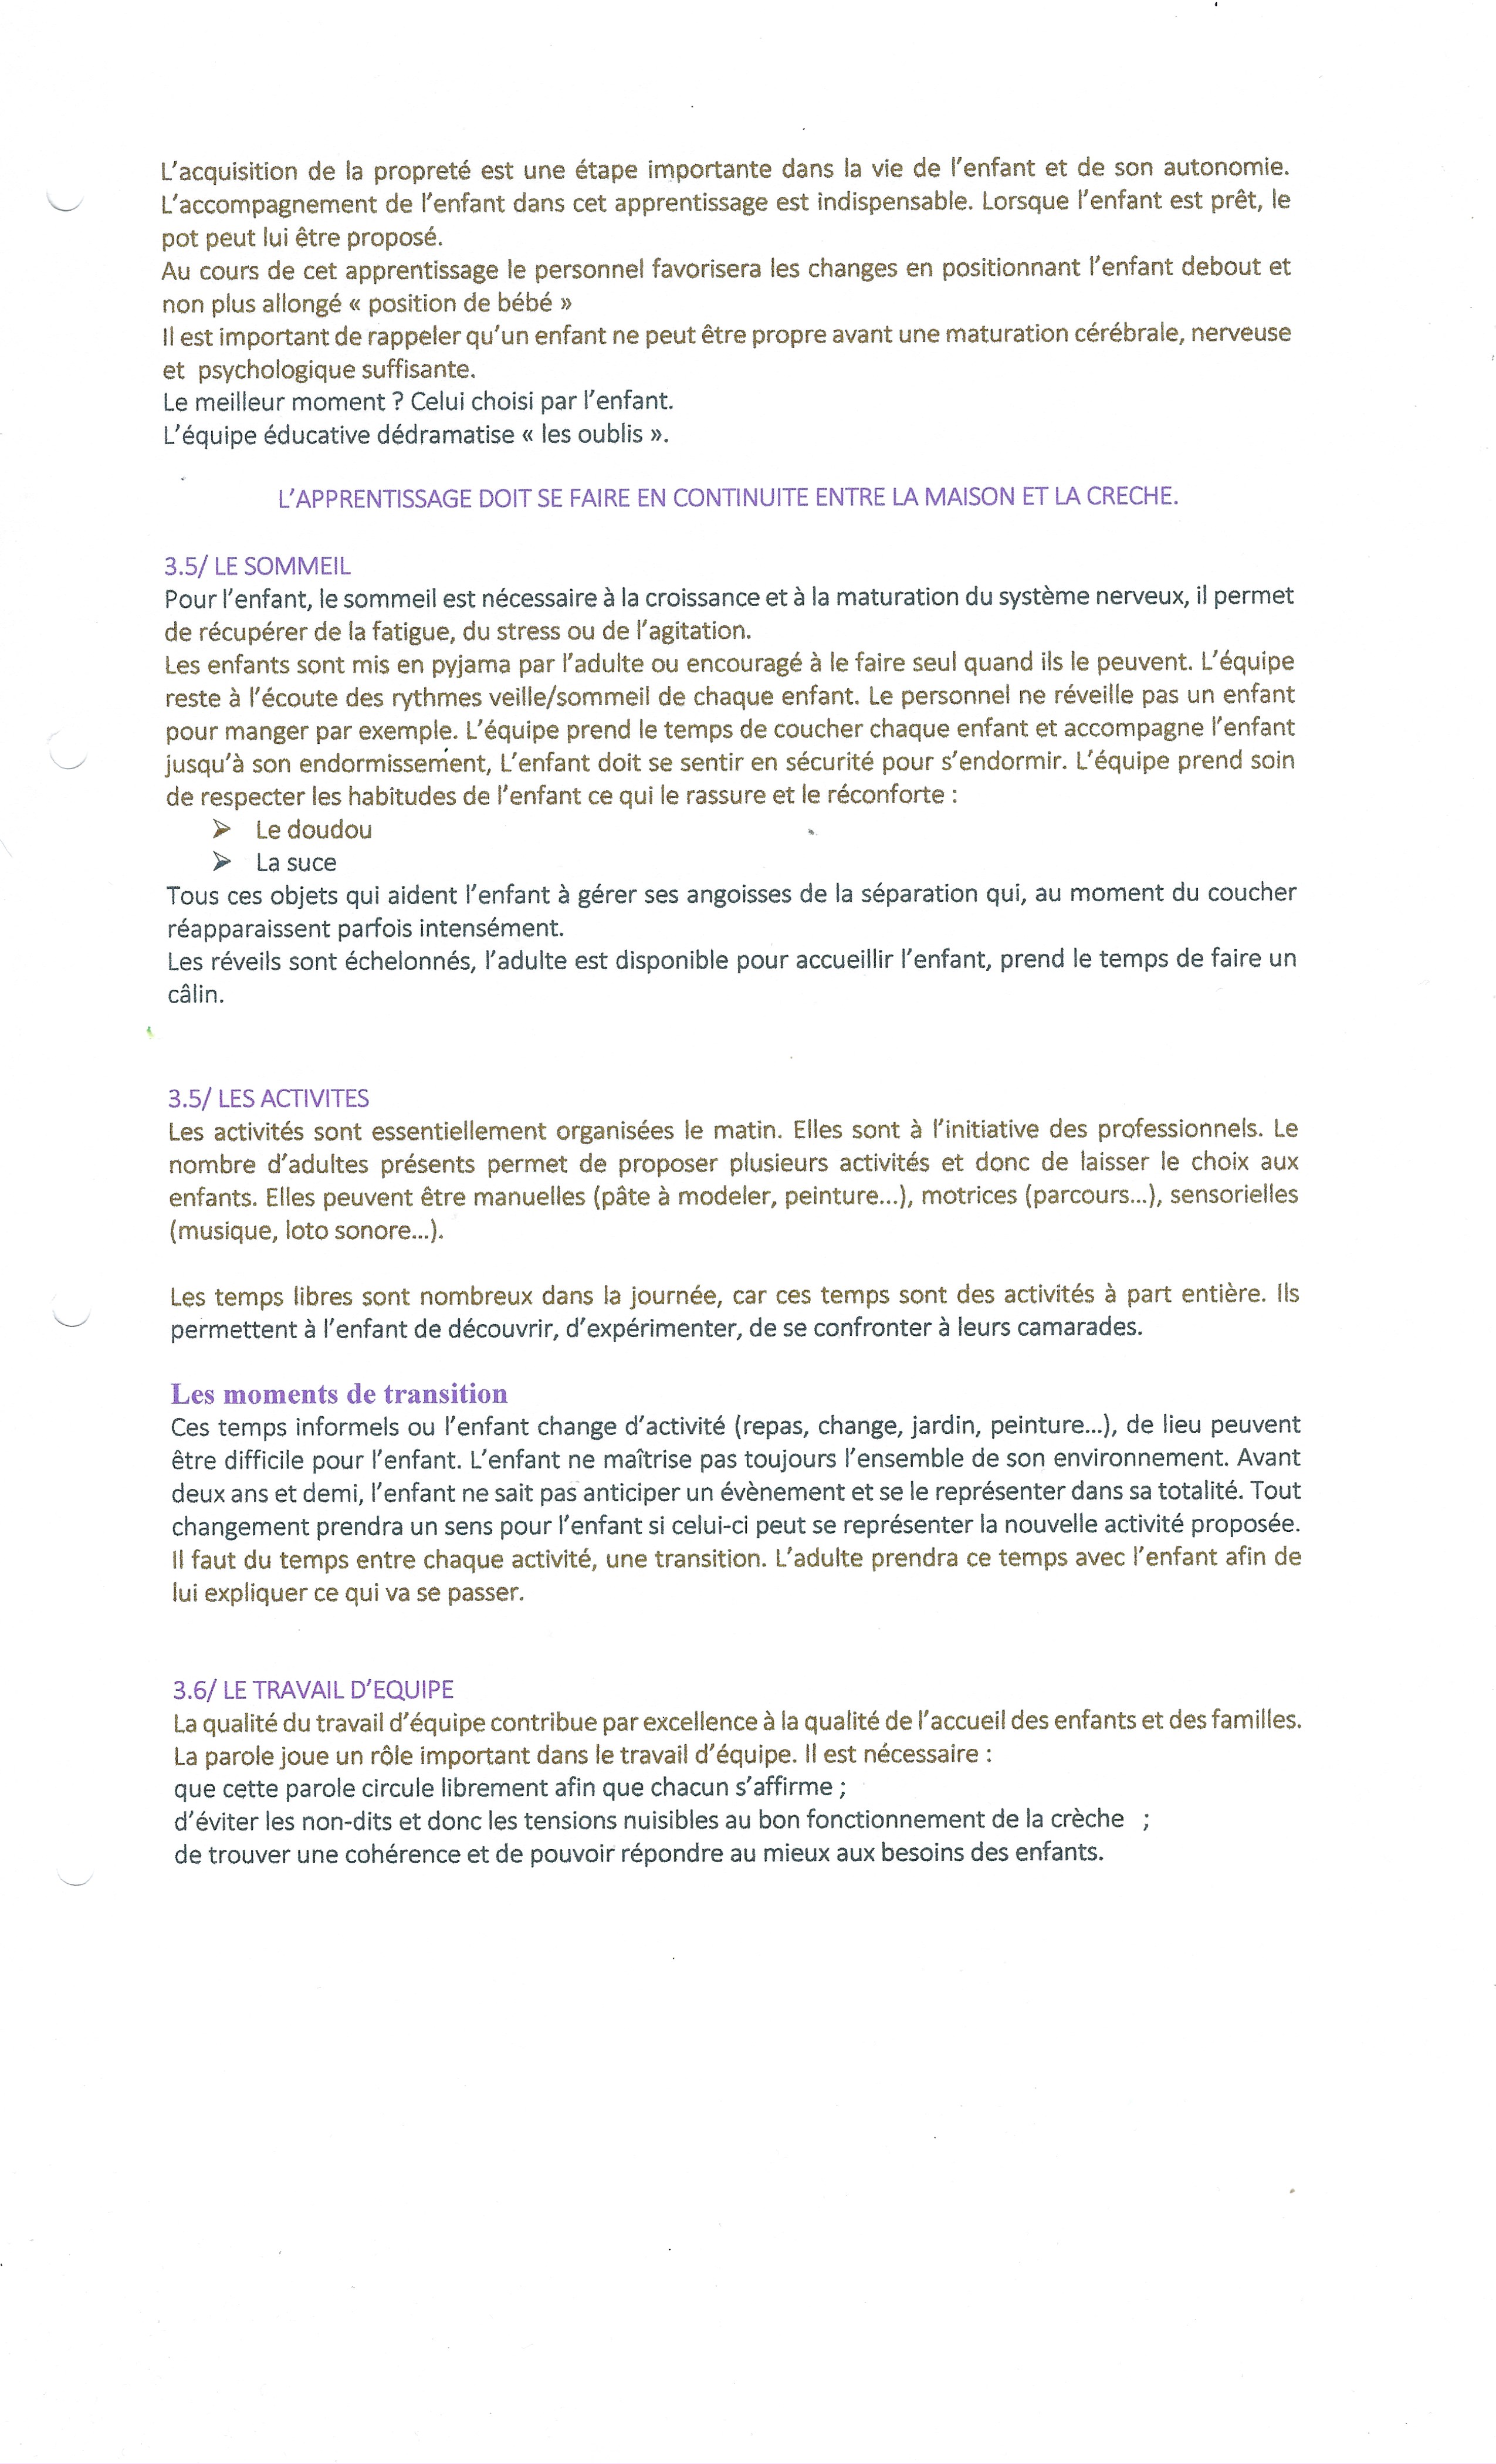 L'acquisition de la propreté est une étape importante dans la vie de l'enfant et de son autonomie.
L'accompagnement de l'enfant dans cet apprentissage est indispensable. Lorsque l'enfant est prêt, le
pot peut lui être proposé.
Au cours de cet apprentissage le personnel favorisera les changes en positionnant l'enfant debout et
non plus allongé « position de bébé »
Il est important de rappeler qu'un enfant ne peut être propre avant une maturation cérébrale, nerveuse
et psychologique suffisante.
Le meilleur moment ? Celui choisi par l'enfant.
L'équipe éducative dédramatise « les oublis ».
L'APPRENTISSAGE DOIT SE FAIRE EN CONTINUITE ENTRE LA MAISON ET LA CRECHE.
3.5/ LE SOMMEIL
Pour l'enfant, le sommeil est nécessaire à la croissance et à la maturation du système nerveux, il permet
de récupérer de la fatigue, du stress ou de l'agitation.
Les enfants sont mis en pyjama par l'adulte ou encouragé à le faire seul quand ils le peuvent. L'équipe
reste à l'écoute des rythmes veille/sommeil de chaque enfant. Le personnel ne réveille pas un enfant
pour manger par exemple. L'équipe prend le temps de coucher chaque enfant et accompagne l'enfant
jusqu'à son endormissement, L'enfant doit se sentir en sécurité pour s'endormir. L'équipe prend soin
de respecter les habitudes de l'enfant ce qui le rassure et le réconforte :
➢ Le doudou
➢ La suce
Tous ces objets qui aident l'enfant à gérer ses angoisses de la séparation qui, au moment du coucher
réapparaissent parfois intensément.
Les réveils sont échelonnés, l'adulte est disponible pour accueillir l'enfant, prend le temps de faire un
câlin.
3.5/ LES ACTIVITES
Les activités sont essentiellement organisées le matin. Elles sont à l'initiative des professionnels. Le
nombre d'adultes présents permet de proposer plusieurs activités et donc de laisser le choix aux
enfants. Elles peuvent être manuelles (pâte à modeler, peinture...), motrices (parcours...), sensorielles
(musique, loto sonore...).
Les temps libres sont nombreux dans la journée, car ces temps sont des activités à part entière. Ils
permettent à l'enfant de découvrir, d'expérimenter, de se confronter à leurs camarades.
Les moments de transition
Ces temps informels ou l'enfant change d'activité (repas, change, jardin, peinture...), de lieu peuvent
être difficile pour l'enfant. L'enfant ne maîtrise pas toujours l'ensemble de son environnement. Avant
deux ans et demi, l'enfant ne sait pas anticiper un évènement et se le représenter dans sa totalité. Tout
changement prendra un sens pour l'enfant si celui-ci peut se représenter la nouvelle activité proposée.
Il faut du temps entre chaque activité, une transition. L'adulte prendra ce temps avec l'enfant afin de
lui expliquer ce qui va se passer.
3.6/ LE TRAVAIL D'EQUIPE
La qualité du travail d'équipe contribue par excellence à la qualité de l'accueil des enfants et des familles.
La parole joue un rôle important dans le travail d'équipe. Il est nécessaire :
que cette parole circule librement afin que chacun s'affirme ;
d'éviter les non-dits et donc les tensions nuisibles au bon fonctionnement de la crèche ;
de trouver une cohérence et de pouvoir répondre au mieux aux besoins des enfants.